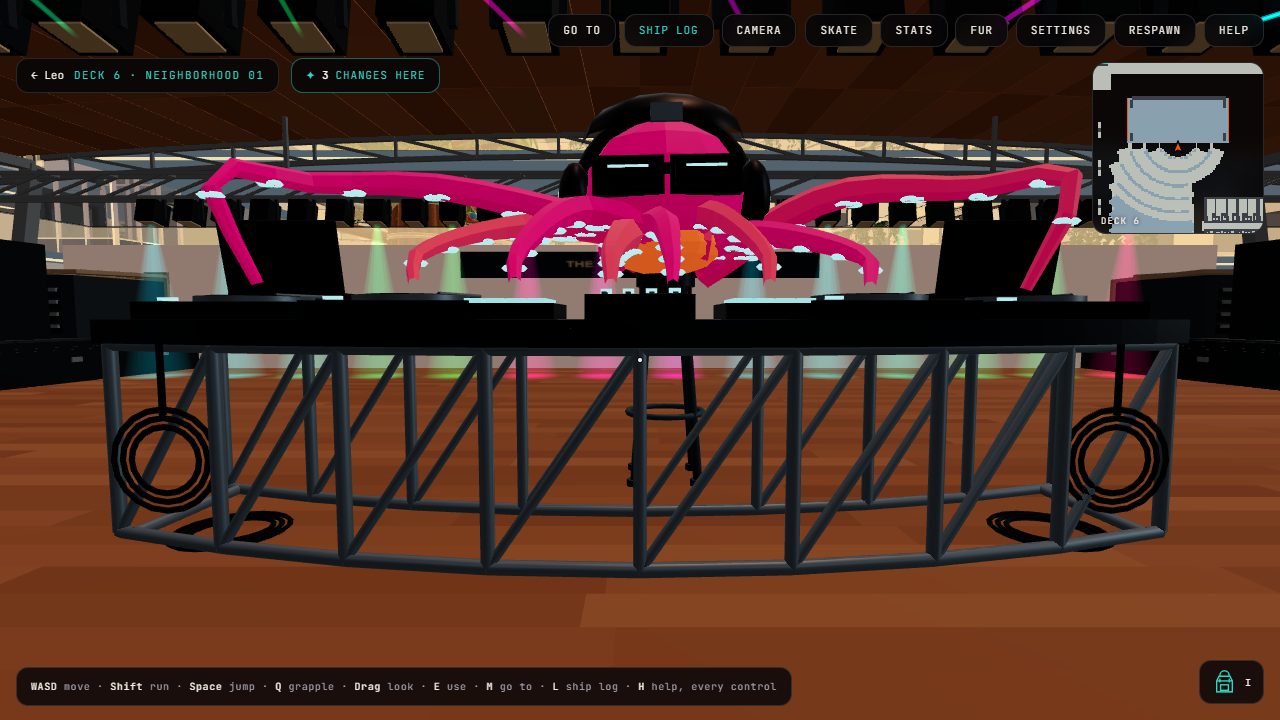 GO TO
SHIP LOG
CAMERA
SKATE
STATS
FUR
SETTINGS
RESPAWN
HELP
← Leo DECK 6 · NEIGHBORHOOD 01
✦ 3 CHANGES HERE
DECK 6
THE
WASD move · Shift run · Space jump · Q grapple · Drag look · E use · M go to · L ship log · H help, every control
I